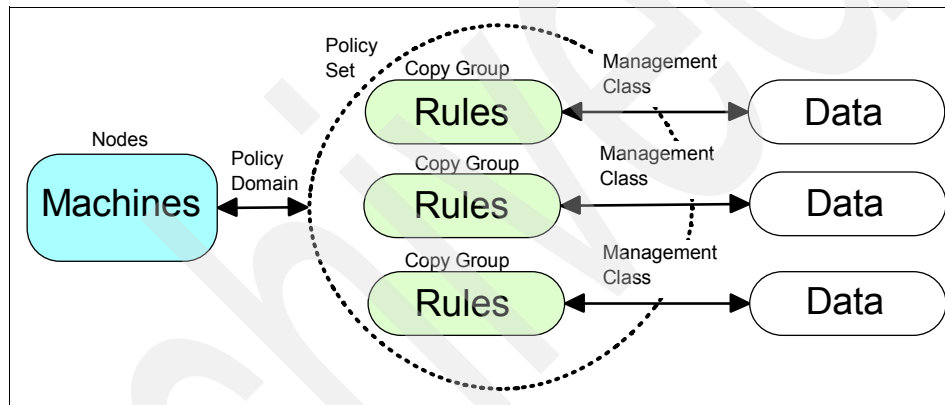 Policy
Set
Copy Group
Rules
Management
Class
Data
Nodes
Machines
Policy
Domain
Copy Group
Rules
Management
Class
Data
Copy Group
Rules
Management
Class
Data